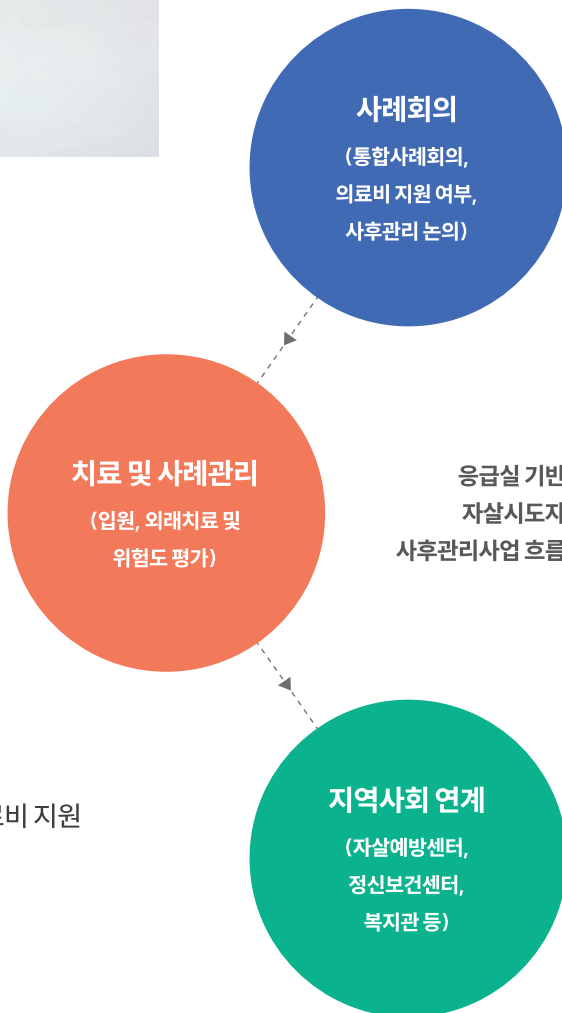 사례회의
(통합사례회의,
의료비 지원 여부,
사후관리 논의)
치료 및 사례관리
(입원, 외래치료 및
위험도 평가)
응급실 기반
자살시도자
사후관리사업 흐름
지역사회 연계
(자살예방센터,
정신보건센터,
복지관 등)
비 지원